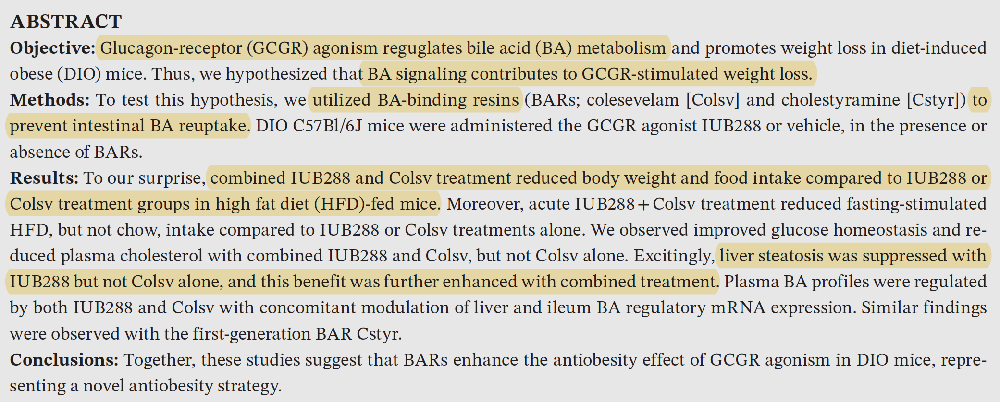 ABSTRACT
Objective: Glucagon-receptor (GCGR) agonism reguglates bile acid (BA) metabolism and promotes weight loss in diet-induced
obese (DIO) mice. Thus, we hypothesized that BA signaling contributes to GCGR-stimulated weight loss.
Methods: To test this hypothesis, we utilized BA-binding resins (BARs; colesevelam [Colsv] and cholestyramine [Cstyr]) to
prevent intestinal BA reuptake. DIO C57Bl/6J mice were administered the GCGR agonist IUB288 or vehicle, in the presence or
absence of BARs.
Results: To our surprise, combined IUB288 and Colsv treatment reduced body weight and food intake compared to IUB288 or
Colsv treatment groups in high fat diet (HFD)-fed mice. Moreover, acute IUB288+Colsv treatment reduced fasting-stimulated
HFD, but not chow, intake compared to IUB288 or Colsv treatments alone. We observed improved glucose homeostasis and re-
duced plasma cholesterol with combined IUB288 and Colsv, but not Colsv alone. Excitingly, liver steatosis was suppressed with
IUB288 but not Colsv alone, and this benefit was further enhanced with combined treatment. Plasma BA profiles were regulated
by both IUB288 and Colsv with concomitant modulation of liver and ileum BA regulatory mRNA expression. Similar findings
were observed with the first-generation BAR Cstyr.
Conclusions: Together, these studies suggest that BARs enhance the antiobesity effect of GCGR agonism in DIO mice, repre-
senting a novel antiobesity strategy.